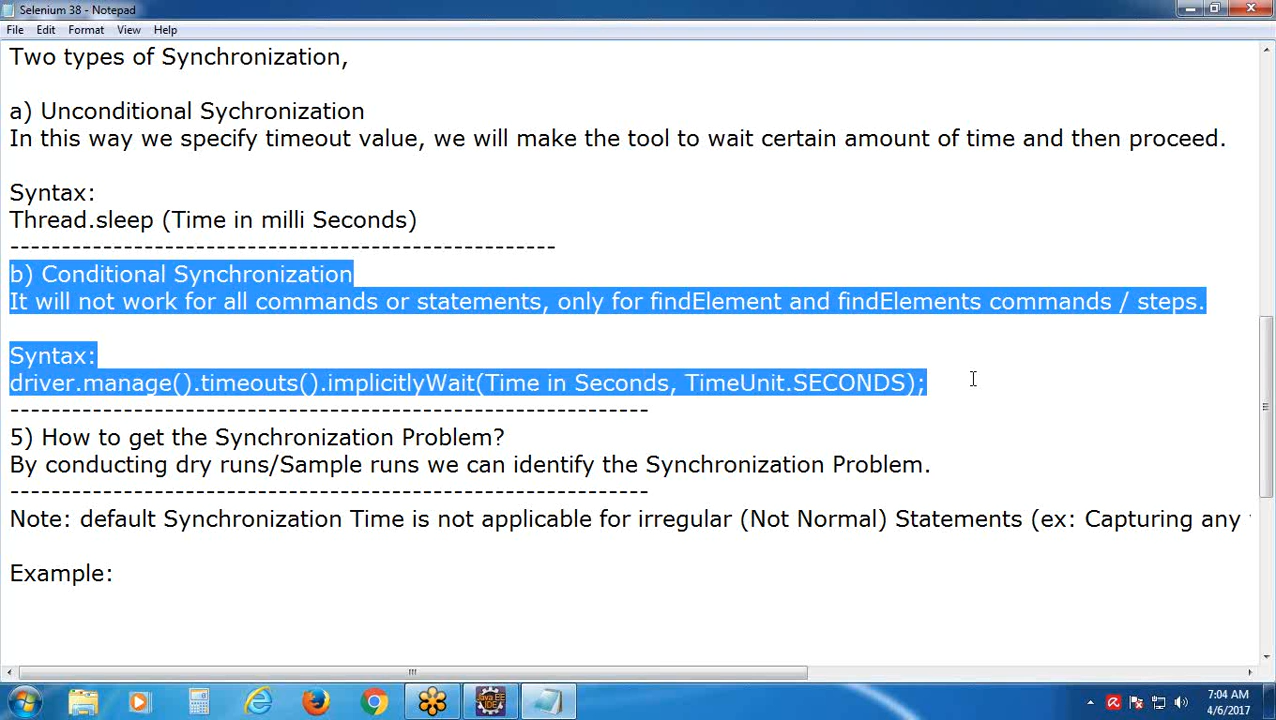 Selenium 38 - Notepad
File Edit Format View Help
Two types of Synchronization,
a) Unconditional Sychronization
In this way we specify timeout value, we will make the tool to wait certain amount of time and then proceed.
Syntax:
Thread.sleep (Time in milli Seconds)
----------------------------------------------------
b) Conditional Synchronization
It will not work for all commands or statements, only for findElement and findElements commands / steps.
Syntax:
driver.manage().timeouts().implicitlyWait(Time in Seconds, TimeUnit.SECONDS);
-------------------------------------------------------------
5) How to get the Synchronization Problem?
By conducting dry runs/Sample runs we can identify the Synchronization Problem.
-------------------------------------------------------------
Note: default Synchronization Time is not applicable for irregular (Not Normal) Statements (ex: Capturing any
Example:
Java EE
IDE
7:04 AM
4/6/2017